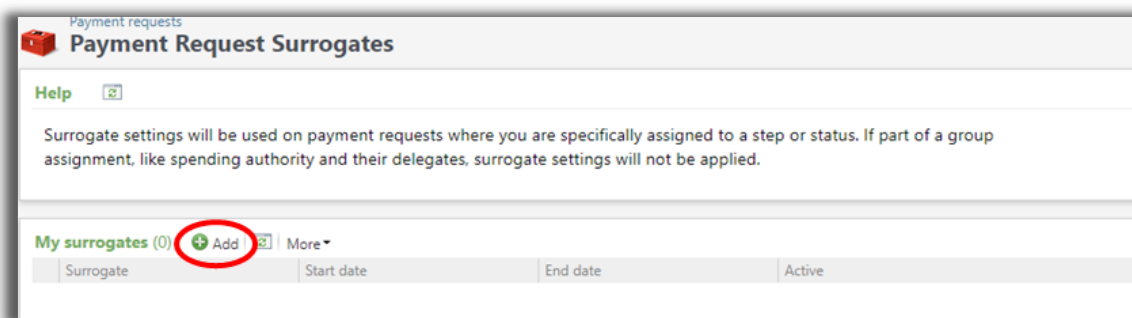 Payment requests
Payment Request Surrogates
Help
Surrogate settings will be used on payment requests where you are specifically assigned to a step or status. If part of a group
assignment, like spending authority and their delegates, surrogate settings will not be applied.
My surrogates (0) Add More
Surrogate Start date End date Active